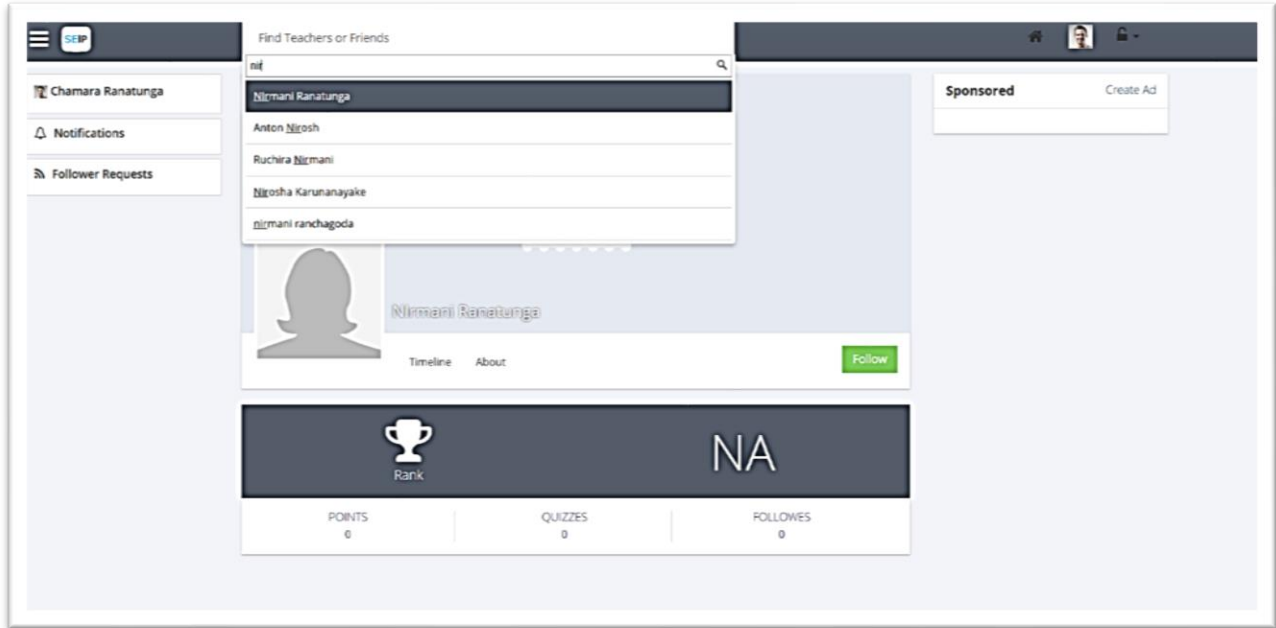 SEIP
Find Teachers or Friends
nir
NIrmani Ranatunga
Anton Nirosh
Ruchira Nirmani
Nirosha Karunanayake
nirmani ranchagoda
Chamara Ranatunga
Notifications
Follower Requests
Sponsored Create Ad
NIrmani Ranatunga
Timeline About Follow
Rank
NA
POINTS QUIZZES FOLLOWES
0 0 0